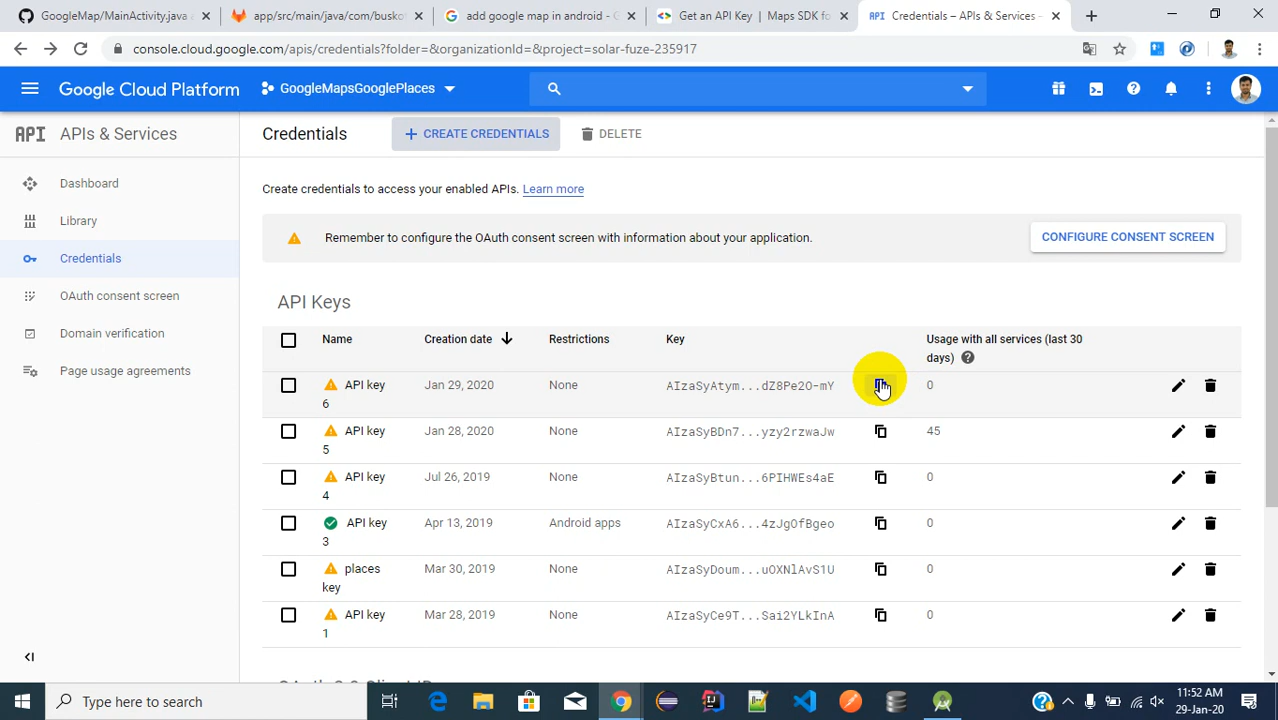 GoogleMap/MainActivity.java a
app/src/main/java/com/busko
add google map in android - G
Get an API Key | Maps SDK fo
API Credentials – APIs & Services -
console.cloud.google.com/apis/credentials?folder=&organizationId=&project=solar-fuze-235917
Google Cloud Platform
GoogleMapsGooglePlaces
API APIs & Services
Dashboard
Library
Credentials
OAuth consent screen
Domain verification
Page usage agreements
Credentials
+ CREATE CREDENTIALS
DELETE
Create credentials to access your enabled APIs. Learn more
Remember to configure the OAuth consent screen with information about your application.
CONFIGURE CONSENT SCREEN
API Keys
Name Creation date Restrictions Key Usage with all services (last 30 days)
API key 6 Jan 29, 2020 None AIzaSyAtym...dZ8Pe2O-mY 0
API key 5 Jan 28, 2020 None AIzaSyBDn7...yzy2rzwaJw 45
API key 4 Jul 26, 2019 None AIzaSyBtun...6PIHWEs4aE 0
API key 3 Apr 13, 2019 Android apps AIzaSyCxA6...4zJgOfBgeo 0
places key Mar 30, 2019 None AIzaSyDoum...uOXNlAvS1U 0
API key 1 Mar 28, 2019 None AIzaSyCe9T...Sai2YLkInA 0
Type here to search
11:52 AM
29-Jan-20